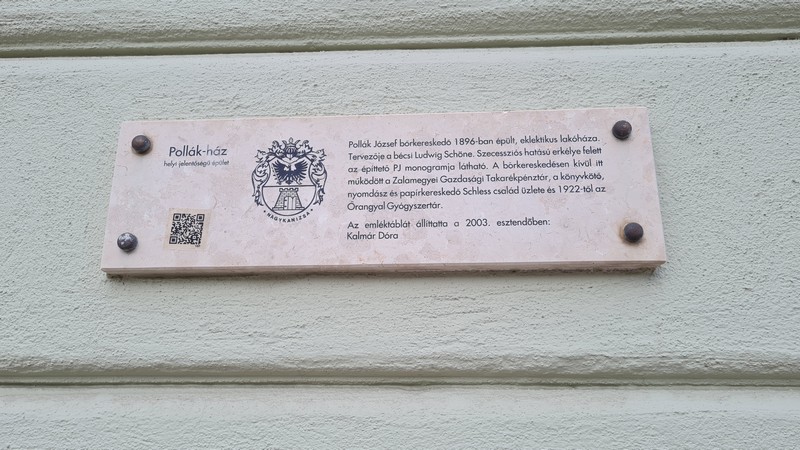 Pollák-ház
helyi jelentőségű épület
NAGYKANIZSA
Pollák József bőrkereskedő 1896-ban épült, eklektikus lakóháza.
Tervezője a bécsi Ludwig Schöne. Szecessziós hatású erkélye felett
az építtető PJ monogramja látható. A bőrkereskedésen kívül itt
működött a Zalamegyei Gazdasági Takarékpénztár, a könyvkötő,
nyomdász és papírkereskedő Schless család üzlete és 1922-től az
Őrangyal Gyógyszertár.
Az emléktáblát állíttatta a 2003. esztendőben:
Kalmár Dóra